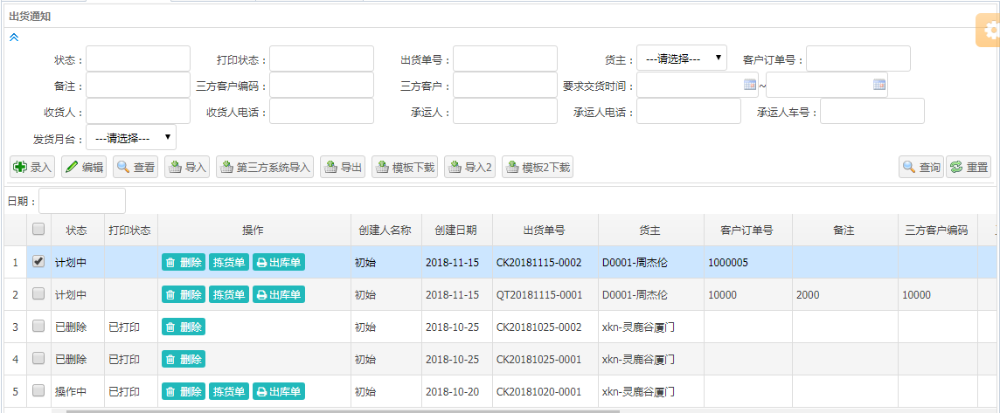 出货通知
状态： 打印状态： 出货单号： 货主： ---请选择--- 客户订单号：
备注： 三方客户编码： 三方客户： 要求交货时间： ~
收货人： 收货人电话： 承运人： 承运人电话： 承运人车号：
发货月台： ---请选择---
录入 编辑 查看 导入 第三方系统导入 导出 模板下载 导入2 模板2下载 查询 重置
日期：
状态 打印状态 操作 创建人名称 创建日期 出货单号 货主 客户订单号 备注 三方客户编码
1 计划中 删除 拣货单 出库单 初始 2018-11-15 CK20181115-0002 D0001-周杰伦 1000005
2 计划中 删除 拣货单 出库单 初始 2018-11-15 QT20181115-0001 D0001-周杰伦 10000 2000 10000
3 已删除 已打印 删除 初始 2018-10-25 CK20181025-0002 xkn-灵鹿谷厦门
4 已删除 已打印 删除 初始 2018-10-25 CK20181025-0001 xkn-灵鹿谷厦门
5 操作中 已打印 删除 拣货单 出库单 初始 2018-10-20 CK20181020-0001 xkn-灵鹿谷厦门